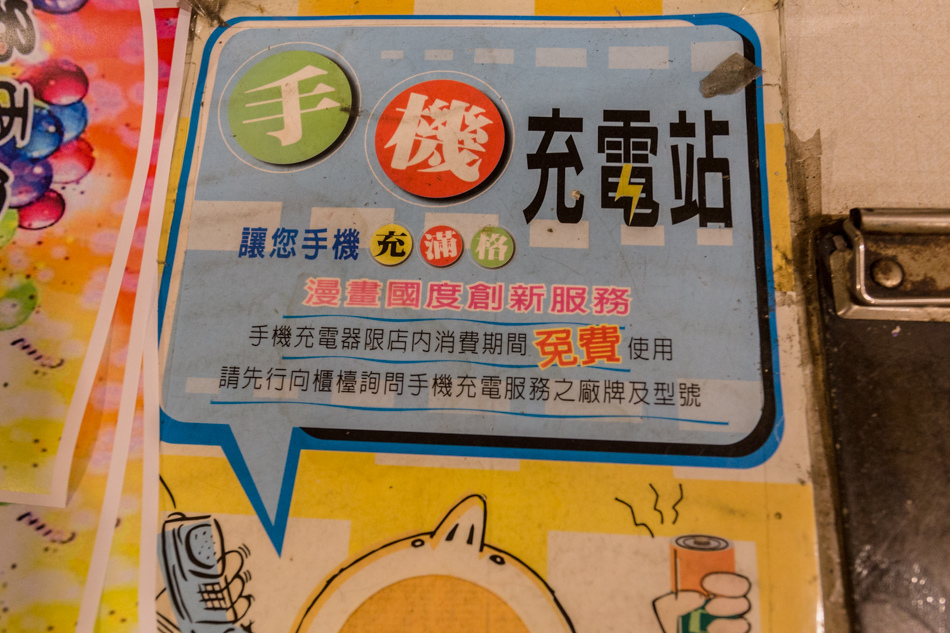 手機充電站
讓您手機充滿格
漫畫國度創新服務
手機充電器限店內消費期間免費使用
請先行向櫃檯詢問手機充電服務之廠牌及型號